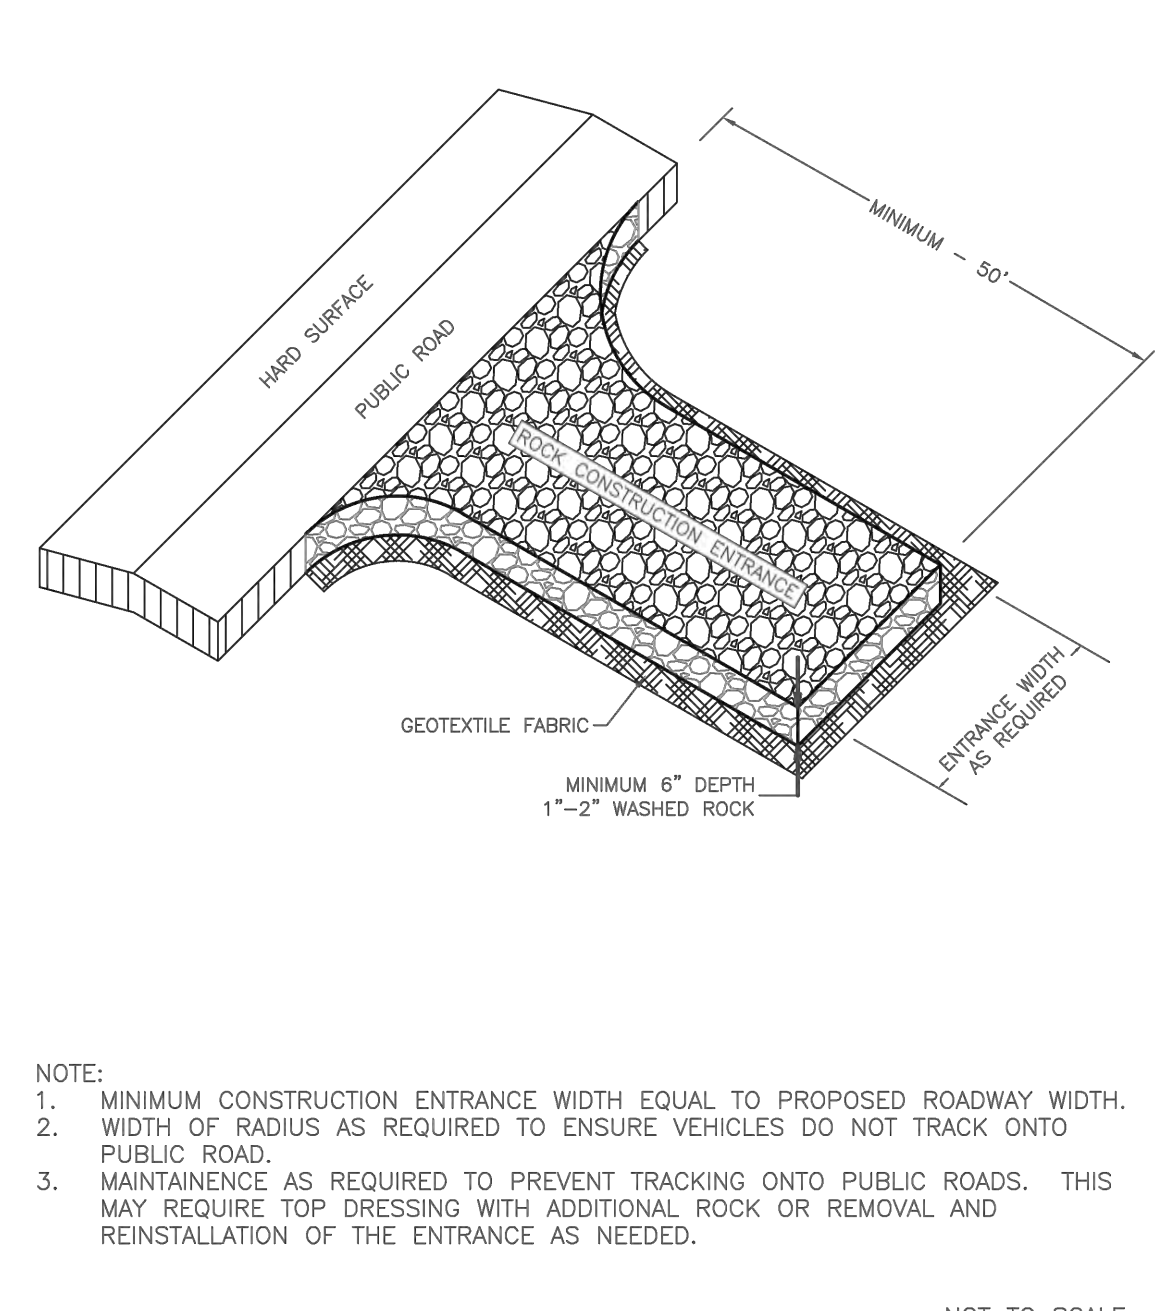 MINIMUM - 50'
HARD SURFACE
PUBLIC ROAD
ROCK CONSTRUCTION ENTRANCE
ENTRANCE WIDTH
AS REQUIRED
GEOTEXTILE FABRIC
MINIMUM 6" DEPTH
1"-2" WASHED ROCK
NOTE:
1. MINIMUM CONSTRUCTION ENTRANCE WIDTH EQUAL TO PROPOSED ROADWAY WIDTH.
2. WIDTH OF RADIUS AS REQUIRED TO ENSURE VEHICLES DO NOT TRACK ONTO
PUBLIC ROAD.
3. MAINTAINENCE AS REQUIRED TO PREVENT TRACKING ONTO PUBLIC ROADS. THIS
MAY REQUIRE TOP DRESSING WITH ADDITIONAL ROCK OR REMOVAL AND
REINSTALLATION OF THE ENTRANCE AS NEEDED.
NOT TO SCALE